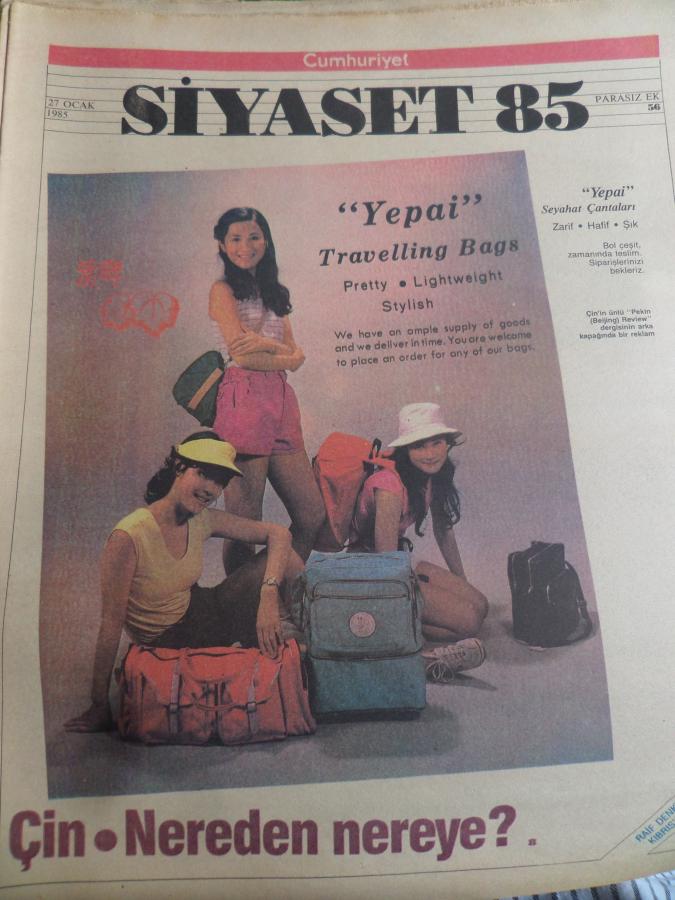 Cumhuriyet
27 OCAK
1985
SİYASET 85
PARASIZ EK
56
“Yepai”
Travelling Bags
Pretty • Lightweight
Stylish
We have an ample supply of goods
and we deliver in time. You are welcome
to place an order for any of our bags.
“Yepai”
Seyahat Çantaları
Zarif • Hafif • Şık
Bol çeşit,
zamanında teslim.
Siparişlerinizi
bekleriz.
Çin'in ünlü “Pekin
(Beijing) Review”
dergisinin arka
kapağında bir reklam
Çin • Nereden nereye?
RAIF DENK
KIBRIS